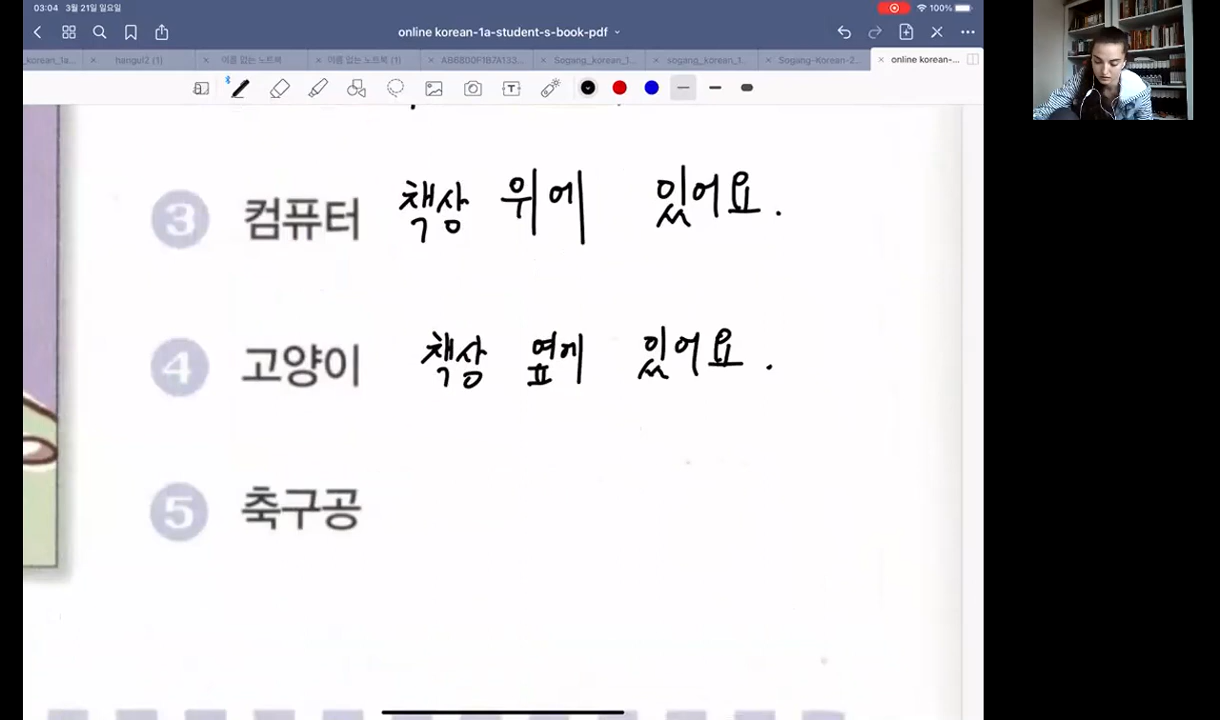 03:04 3월 21일 일요일 100%
online korean-1a-student-s-book-pdf
_korean_1a... hangul2 (1) 이름 없는 노트북 이름 없는 노트북 (1) AB6800F1B7A133... Sogang_korean_1... sogang_korean_1... Sogang-Korean-2... online korean-...
3 컴퓨터 책상 위에 있어요.
4 고양이 책상 옆에 있어요.
5 축구공